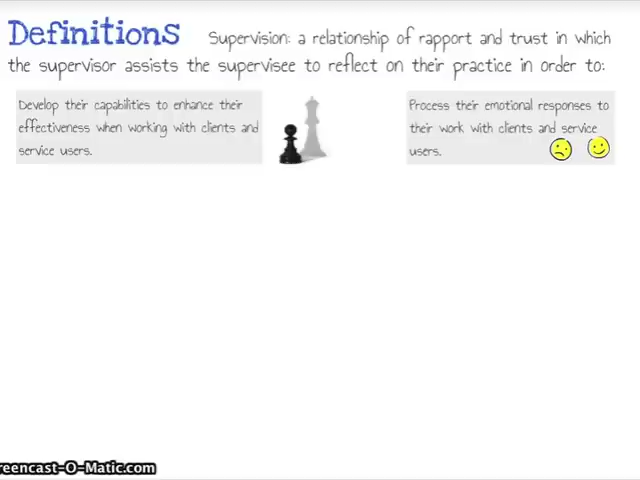 Definitions Supervision: a relationship of rapport and trust in which
the supervisor assists the supervisee to reflect on their practice in order to:
Develop their capabilities to enhance their
effectiveness when working with clients and
service users.
Process their emotional responses to
their work with clients and service
users.
reencast-O-Matic.com